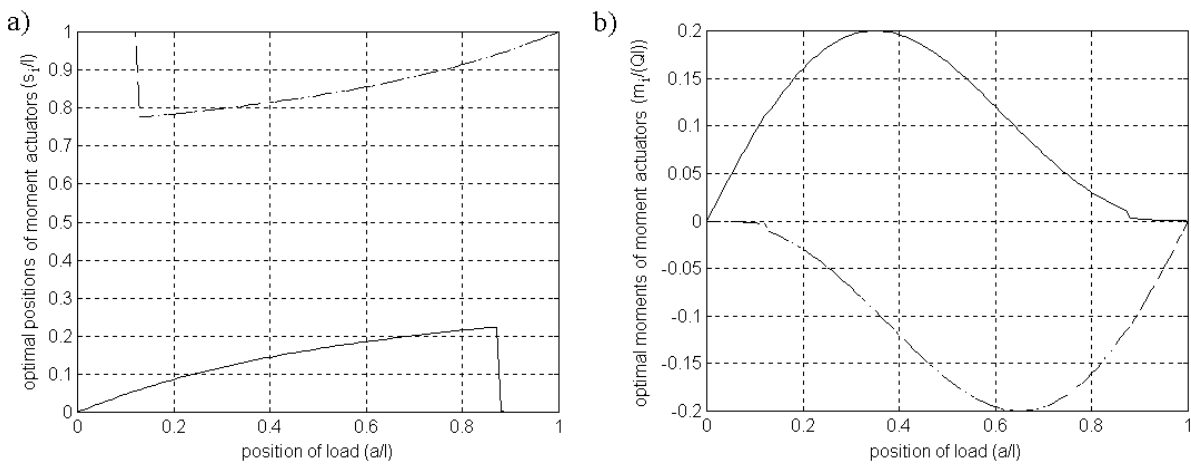 a)
optimal positions of moment actuators (s_i/l)
1
0.9
0.8
0.7
0.6
0.5
0.4
0.3
0.2
0.1
0
0 0.2 0.4 0.6 0.8 1
position of load (a/l)
b)
optimal moments of moment actuators (m_i/(Ql))
0.2
0.15
0.1
0.05
0
-0.05
-0.1
-0.15
-0.2
0 0.2 0.4 0.6 0.8 1
position of load (a/l)